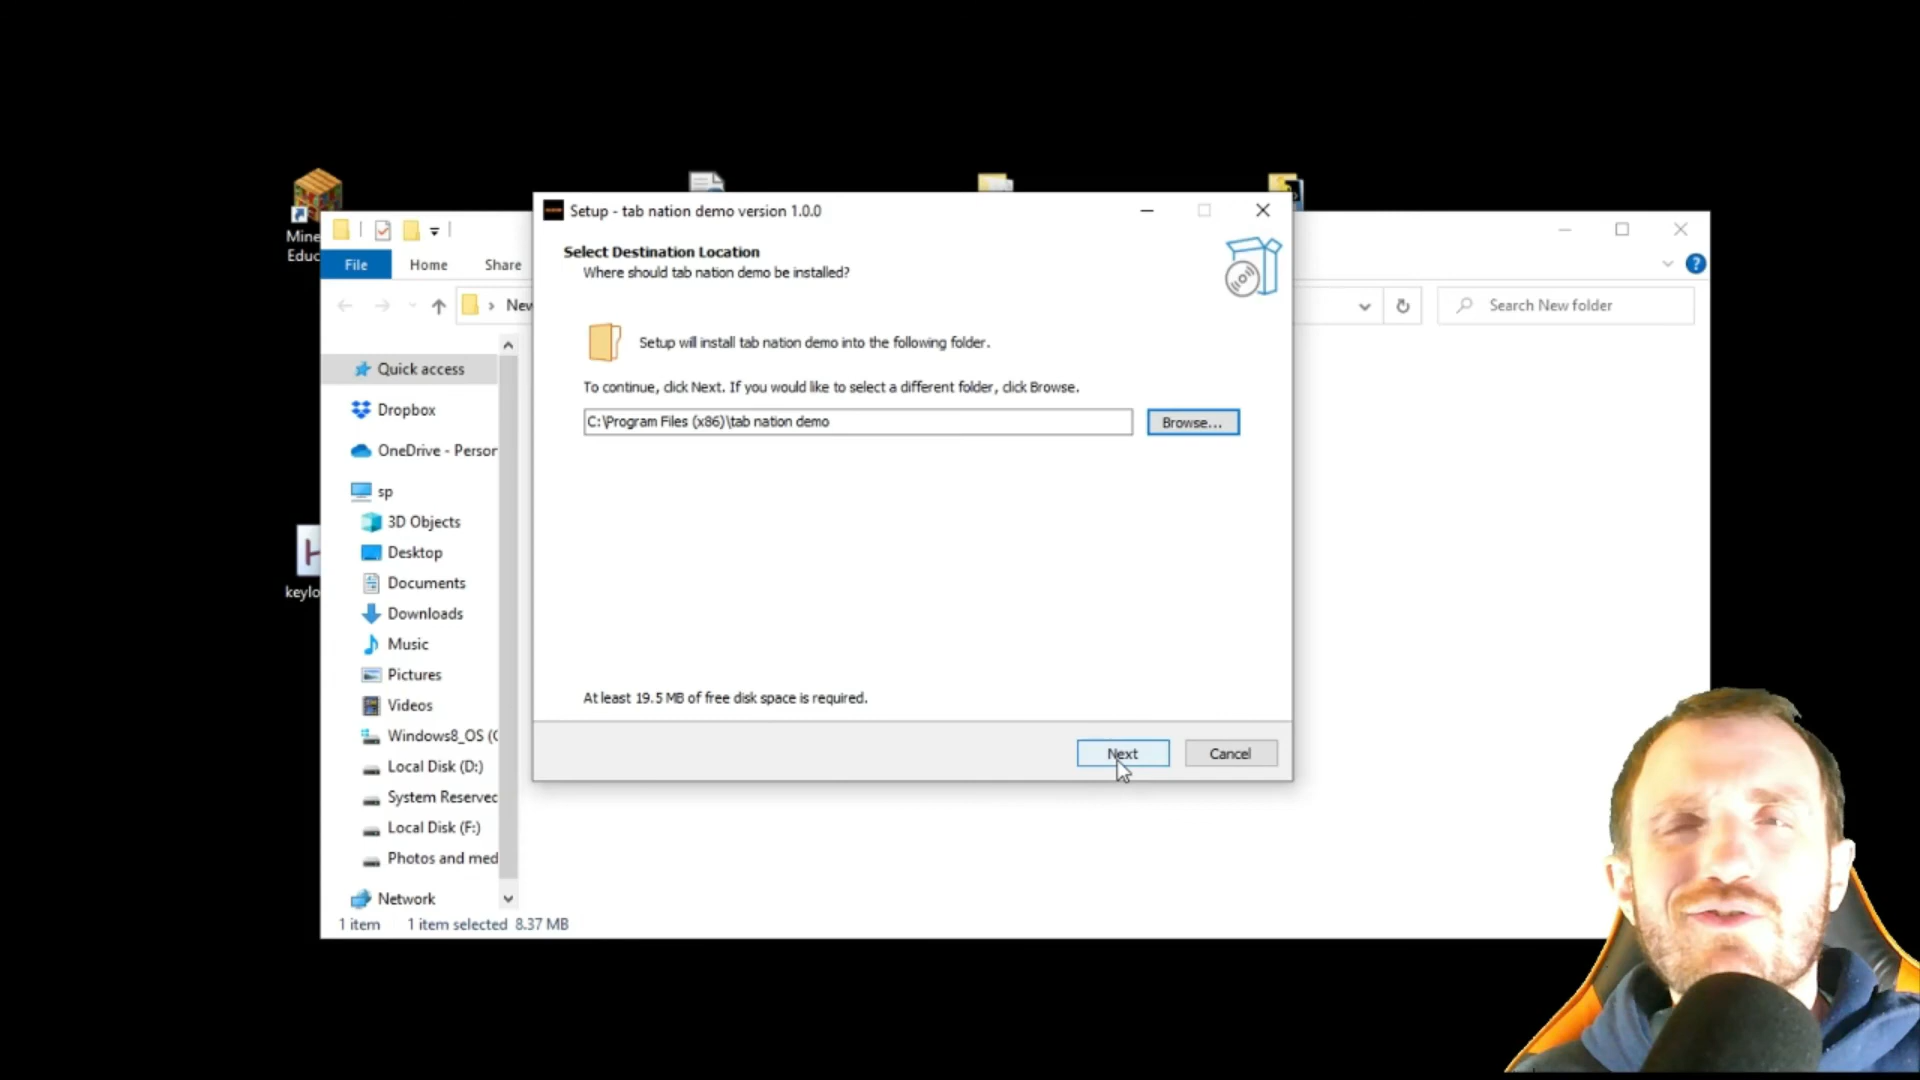 Mine
Educ
keylo
File
Home
Share
New
Search New folder
Quick access
Dropbox
OneDrive - Person
sp
3D Objects
Desktop
Documents
Downloads
Music
Pictures
Videos
Windows8_OS (C
Local Disk (D:)
System Reserved
Local Disk (F:)
Photos and med
Network
1 item 1 item selected 8.37 MB
Setup - tab nation demo version 1.0.0
Select Destination Location
Where should tab nation demo be installed?
Setup will install tab nation demo into the following folder.
To continue, click Next. If you would like to select a different folder, click Browse.
C:\Program Files (x86)\tab nation demo
Browse...
At least 19.5 MB of free disk space is required.
Next
Cancel